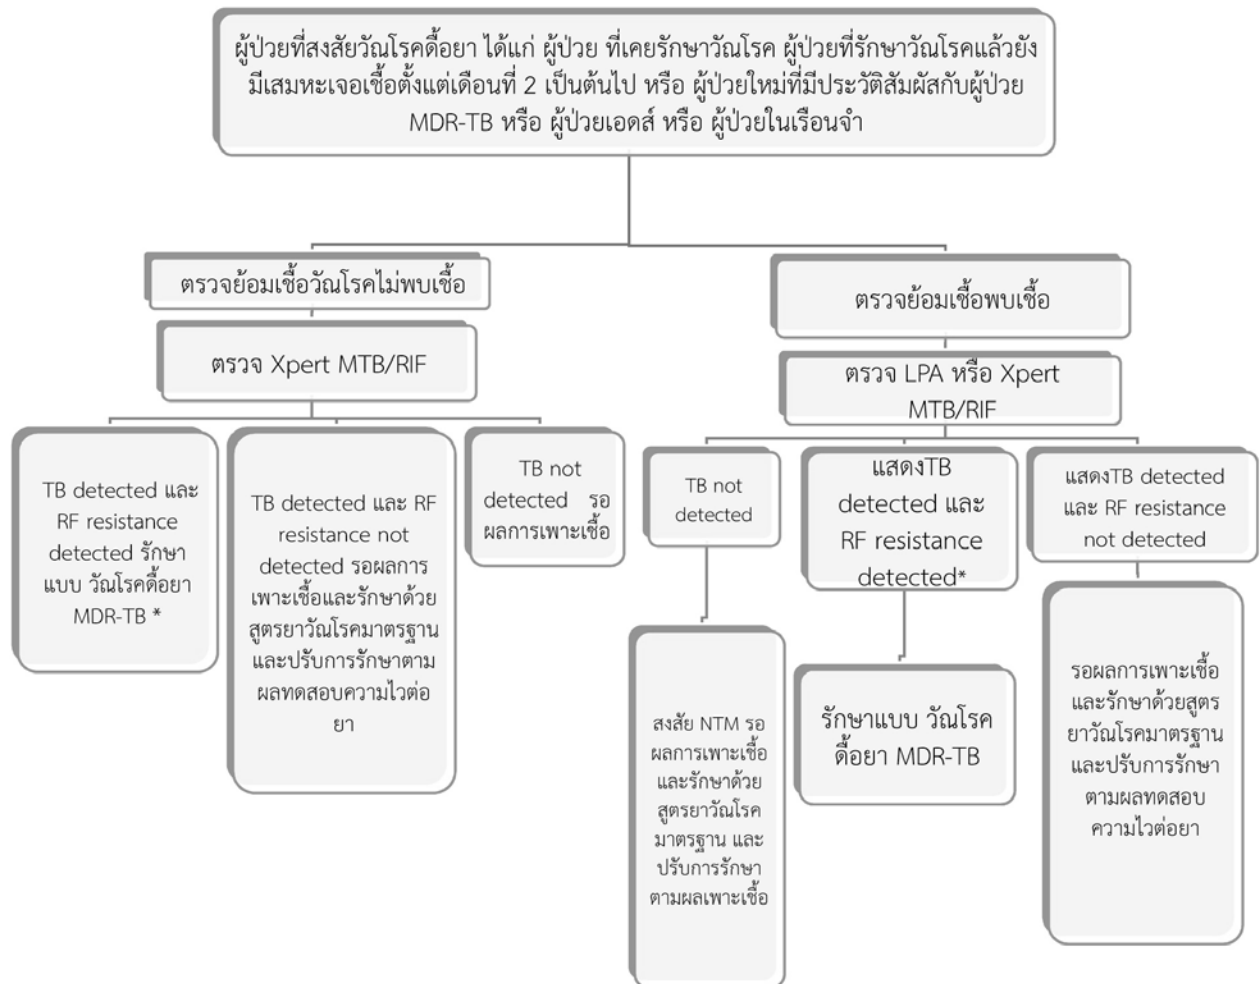 ผู้ป่วยที่สงสัยวัณโรคดื้อยา ได้แก่ ผู้ป่วย ที่เคยรักษาวัณโรค ผู้ป่วยที่รักษาวัณโรคแล้วยัง
มีเสมหะเจอเชื้อตั้งแต่เดือนที่ 2 เป็นต้นไป หรือ ผู้ป่วยใหม่ที่มีประวัติสัมผัสกับผู้ป่วย
MDR-TB หรือ ผู้ป่วยเอดส์ หรือ ผู้ป่วยในเรือนจำ
ตรวจย้อมเชื้อวัณโรคไม่พบเชื้อ
ตรวจ Xpert MTB/RIF
TB detected และ
RF resistance
detected รักษา
แบบ วัณโรคดื้อยา
MDR-TB *
TB detected และ RF
resistance not
detected รอผลการ
เพาะเชื้อและรักษาด้วย
สูตรยาวัณโรคมาตรฐาน
และปรับการรักษาตาม
ผลทดสอบความไวต่อ
ยา
TB not
detected รอ
ผลการเพาะเชื้อ
ตรวจย้อมเชื้อพบเชื้อ
ตรวจ LPA หรือ Xpert
MTB/RIF
TB not
detected
สงสัย NTM รอ
ผลการเพาะเชื้อ
และรักษาด้วย
สูตรยาวัณโรค
มาตรฐาน และ
ปรับการรักษา
ตามผลเพาะเชื้อ
แสดงTB
detected และ
RF resistance
detected*
รักษาแบบ วัณโรค
ดื้อยา MDR-TB
แสดงTB detected
และ RF resistance
not detected
รอผลการเพาะเชื้อ
และรักษาด้วยสูตร
ยาวัณโรคมาตรฐาน
และปรับการรักษา
ตามผลทดสอบ
ความไวต่อยา